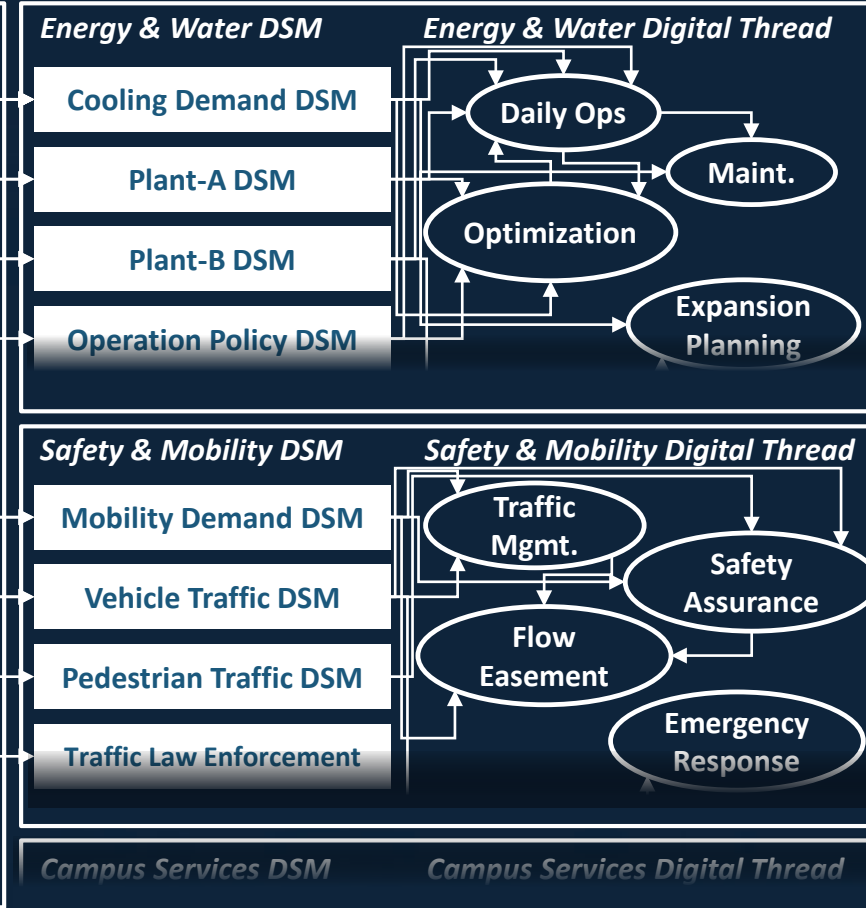 Energy & Water DSM
Energy & Water Digital Thread
Cooling Demand DSM
Plant-A DSM
Plant-B DSM
Operation Policy DSM
Daily Ops
Maint.
Optimization
Expansion
Planning
Safety & Mobility DSM
Safety & Mobility Digital Thread
Mobility Demand DSM
Vehicle Traffic DSM
Pedestrian Traffic DSM
Traffic Law Enforcement
Traffic
Mgmt.
Safety
Assurance
Flow
Easement
Emergency
Response
Campus Services DSM
Campus Services Digital Thread